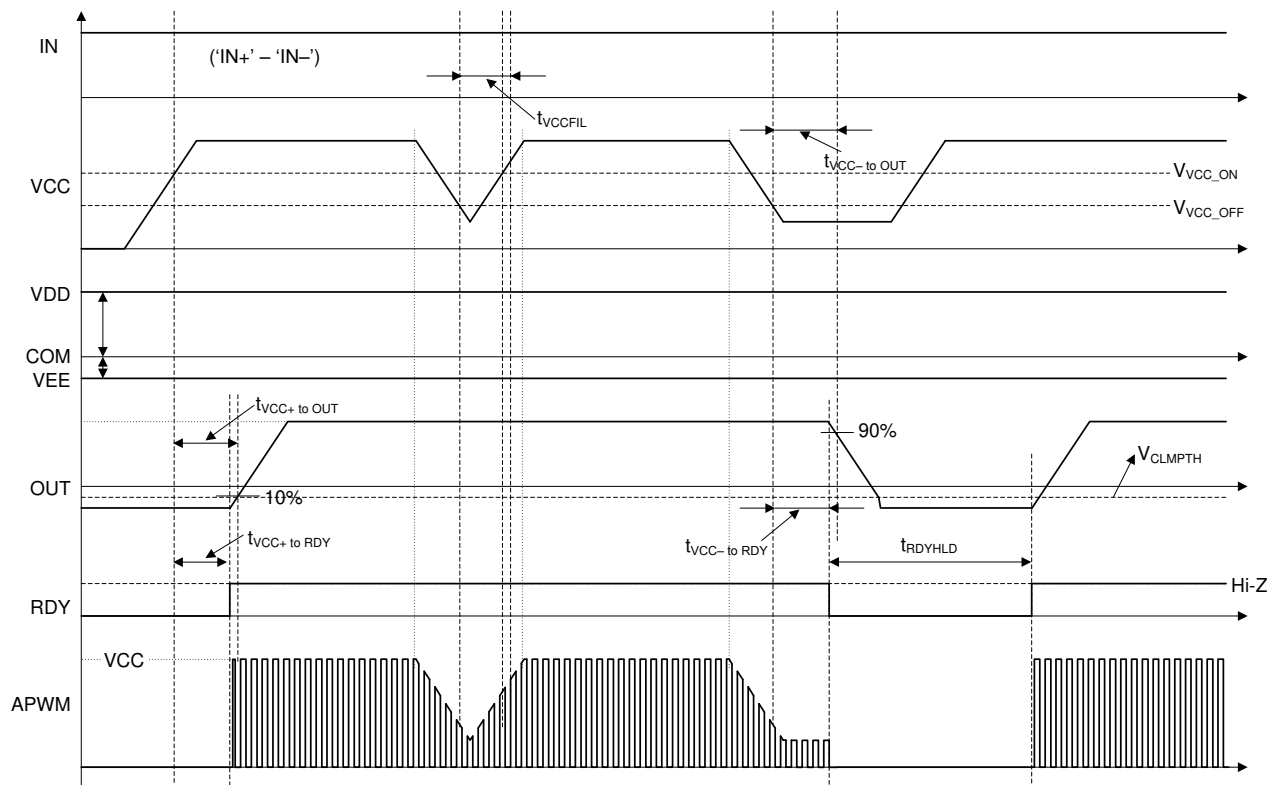 IN
('IN+' – 'IN–')
tVCCFIL
tVCC– to OUT
VCC
VVCC_ON
VVCC_OFF
VDD
COM
VEE
tVCC+ to OUT
90%
VCLMPTH
OUT
10%
tVCC+ to RDY
tVCC– to RDY
tRDYHLD
Hi-Z
RDY
VCC
APWM